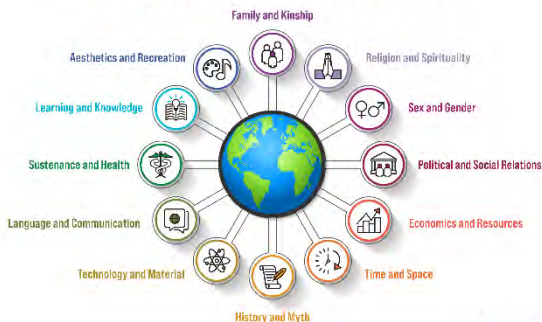 Family and Kinship
Aesthetics and Recreation
Religion and Spirituality
Learning and Knowledge
Sex and Gender
Sustenance and Health
Political and Social Relations
Language and Communication
Economics and Resources
Technology and Material
Time and Space
History and Myth